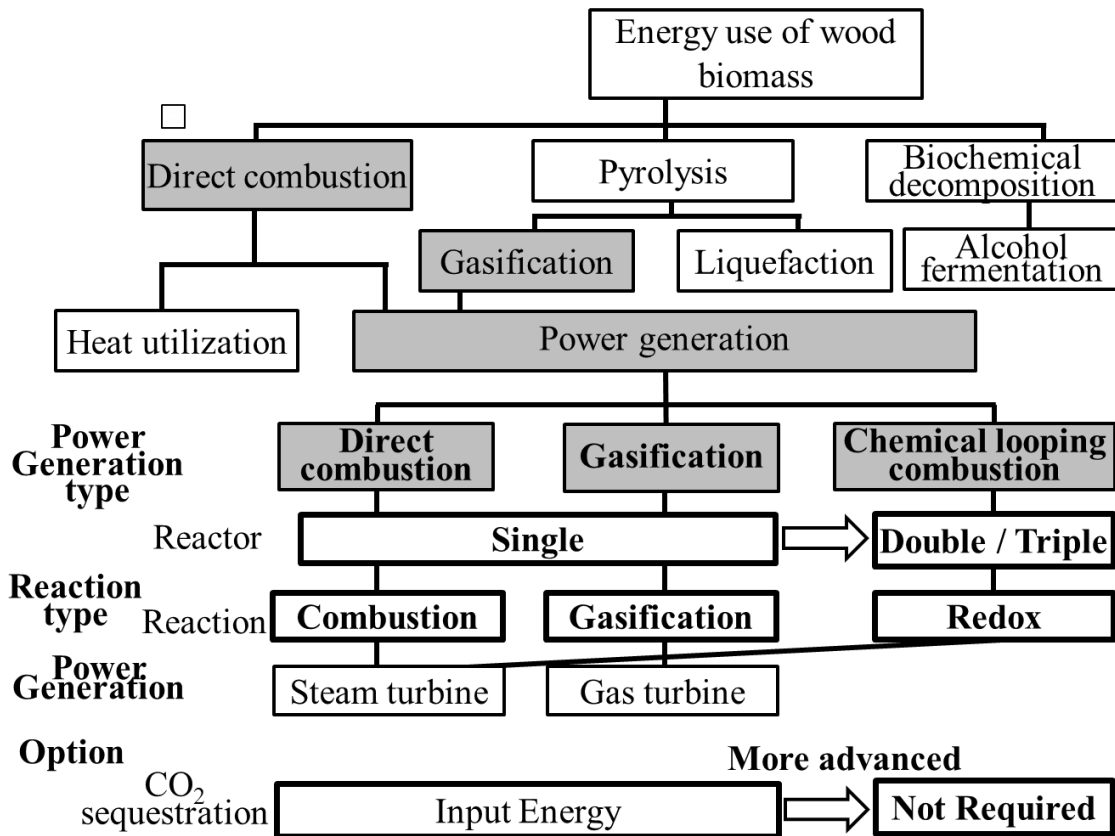 Energy use of wood
biomass
Direct combustion
Pyrolysis
Biochemical
decomposition
Gasification
Liquefaction
Alcohol
fermentation
Heat utilization
Power generation
Power
Generation
type
Direct
combustion
Gasification
Chemical looping
combustion
Reactor
Single
Double / Triple
Reaction
type
Reaction
Combustion
Gasification
Redox
Power
Generation
Steam turbine
Gas turbine
Option
More advanced
CO₂
sequestration
Input Energy
Not Required